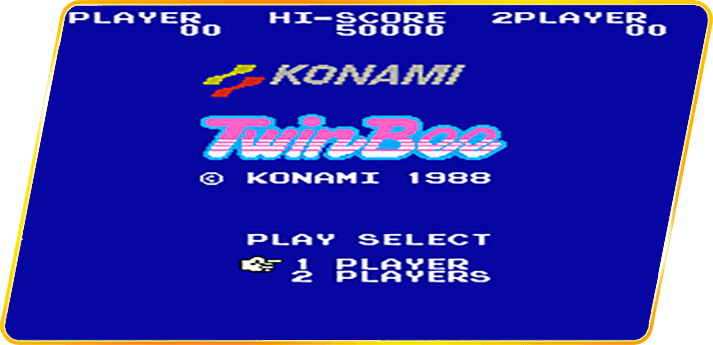 PLAYER HI-SCORE 2PLAYER
00 50000 00
KONAMI
TwinBee
© KONAMI 1988
PLAY SELECT
1 PLAYER
2 PLAYERS